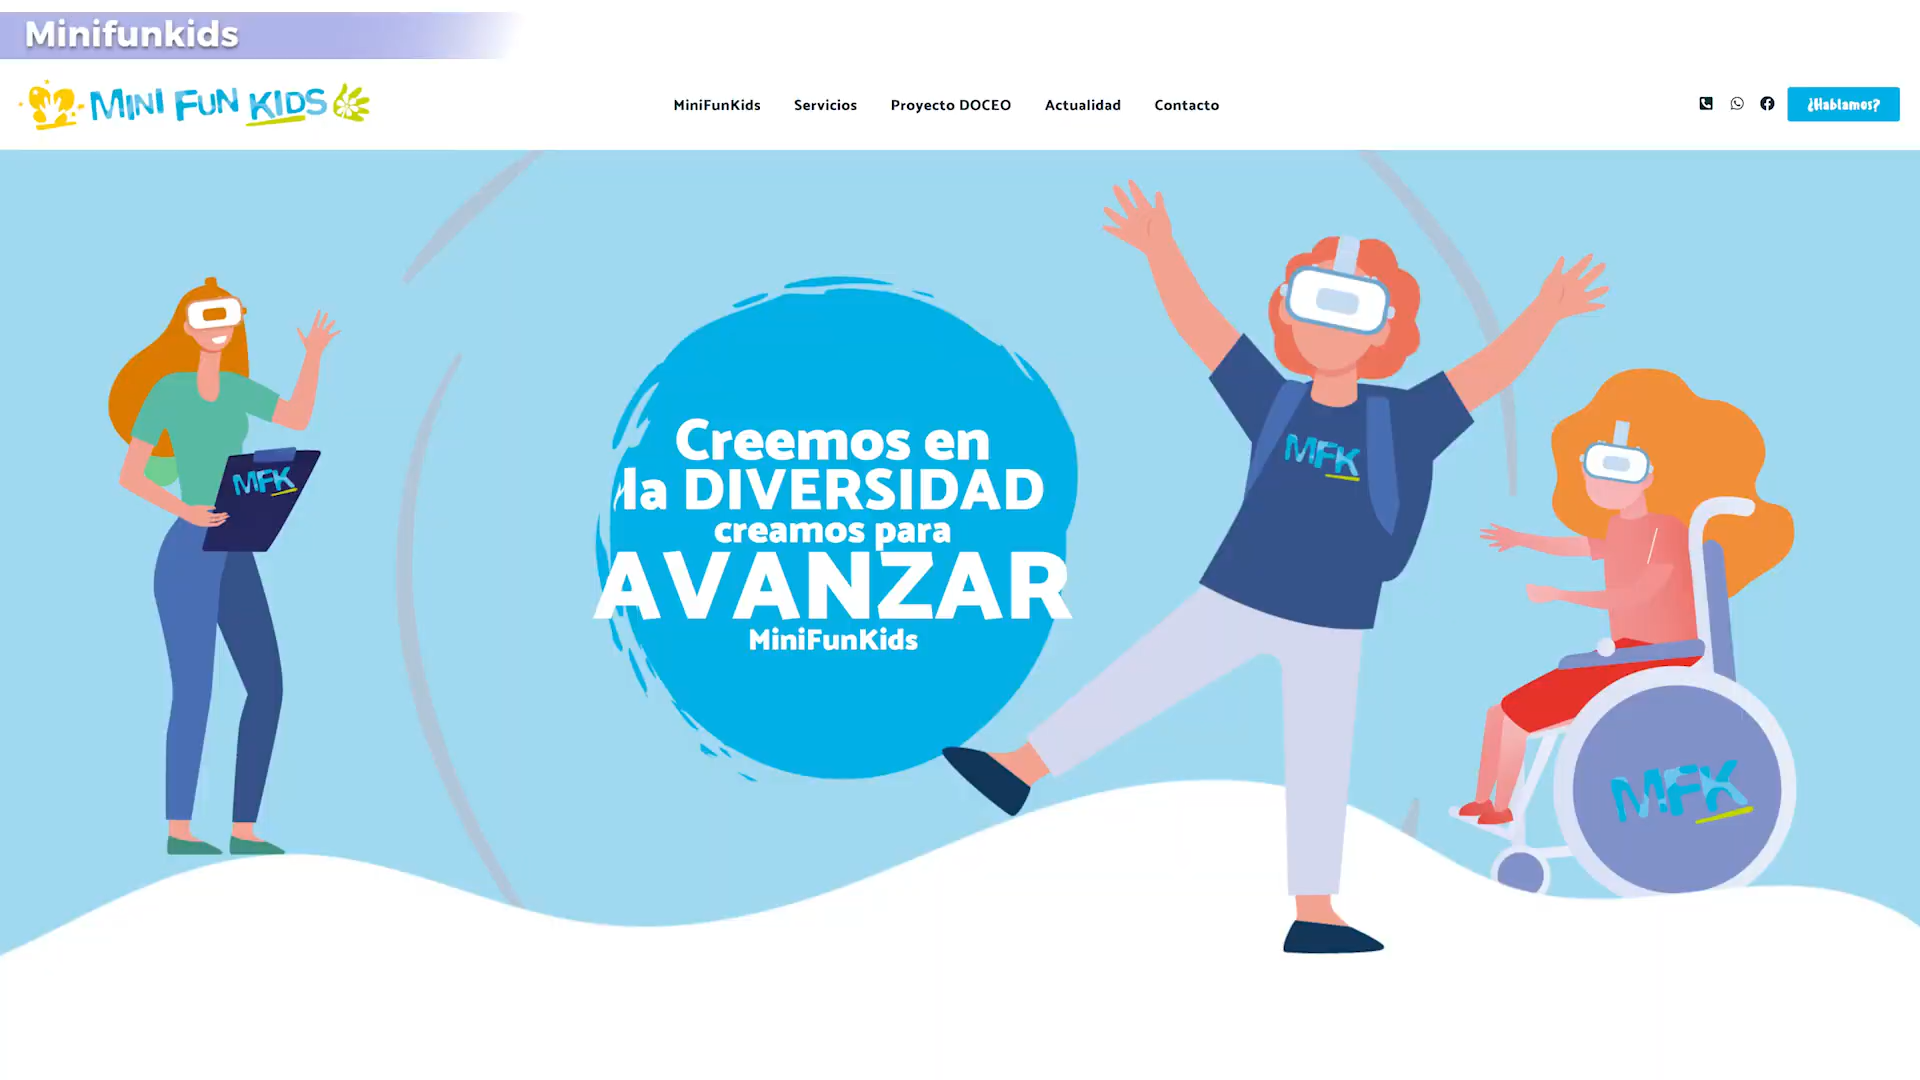 Minifunkids
MINI FUN KIDS
MiniFunKids Servicios Proyecto DOCEO Actualidad Contacto
¿Hablamos?
Creemos en
la DIVERSIDAD
creamos para
AVANZAR
MiniFunKids
MFK
MFK
MFK